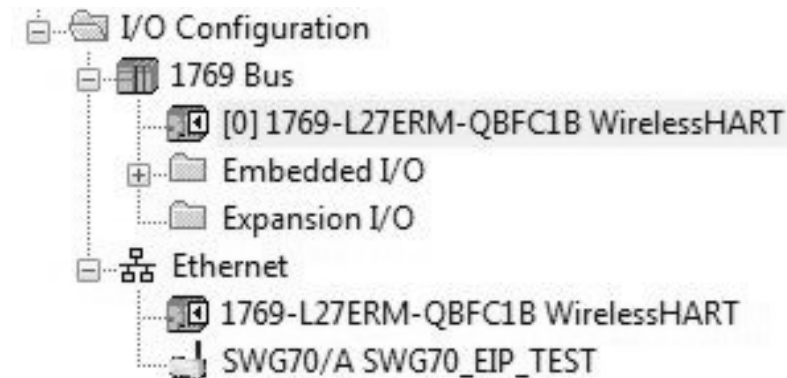 I/O Configuration
1769 Bus
[0] 1769-L27ERM-QBFC1B WirelessHART
Embedded I/O
Expansion I/O
Ethernet
1769-L27ERM-QBFC1B WirelessHART
SWG70/A SWG70_EIP_TEST